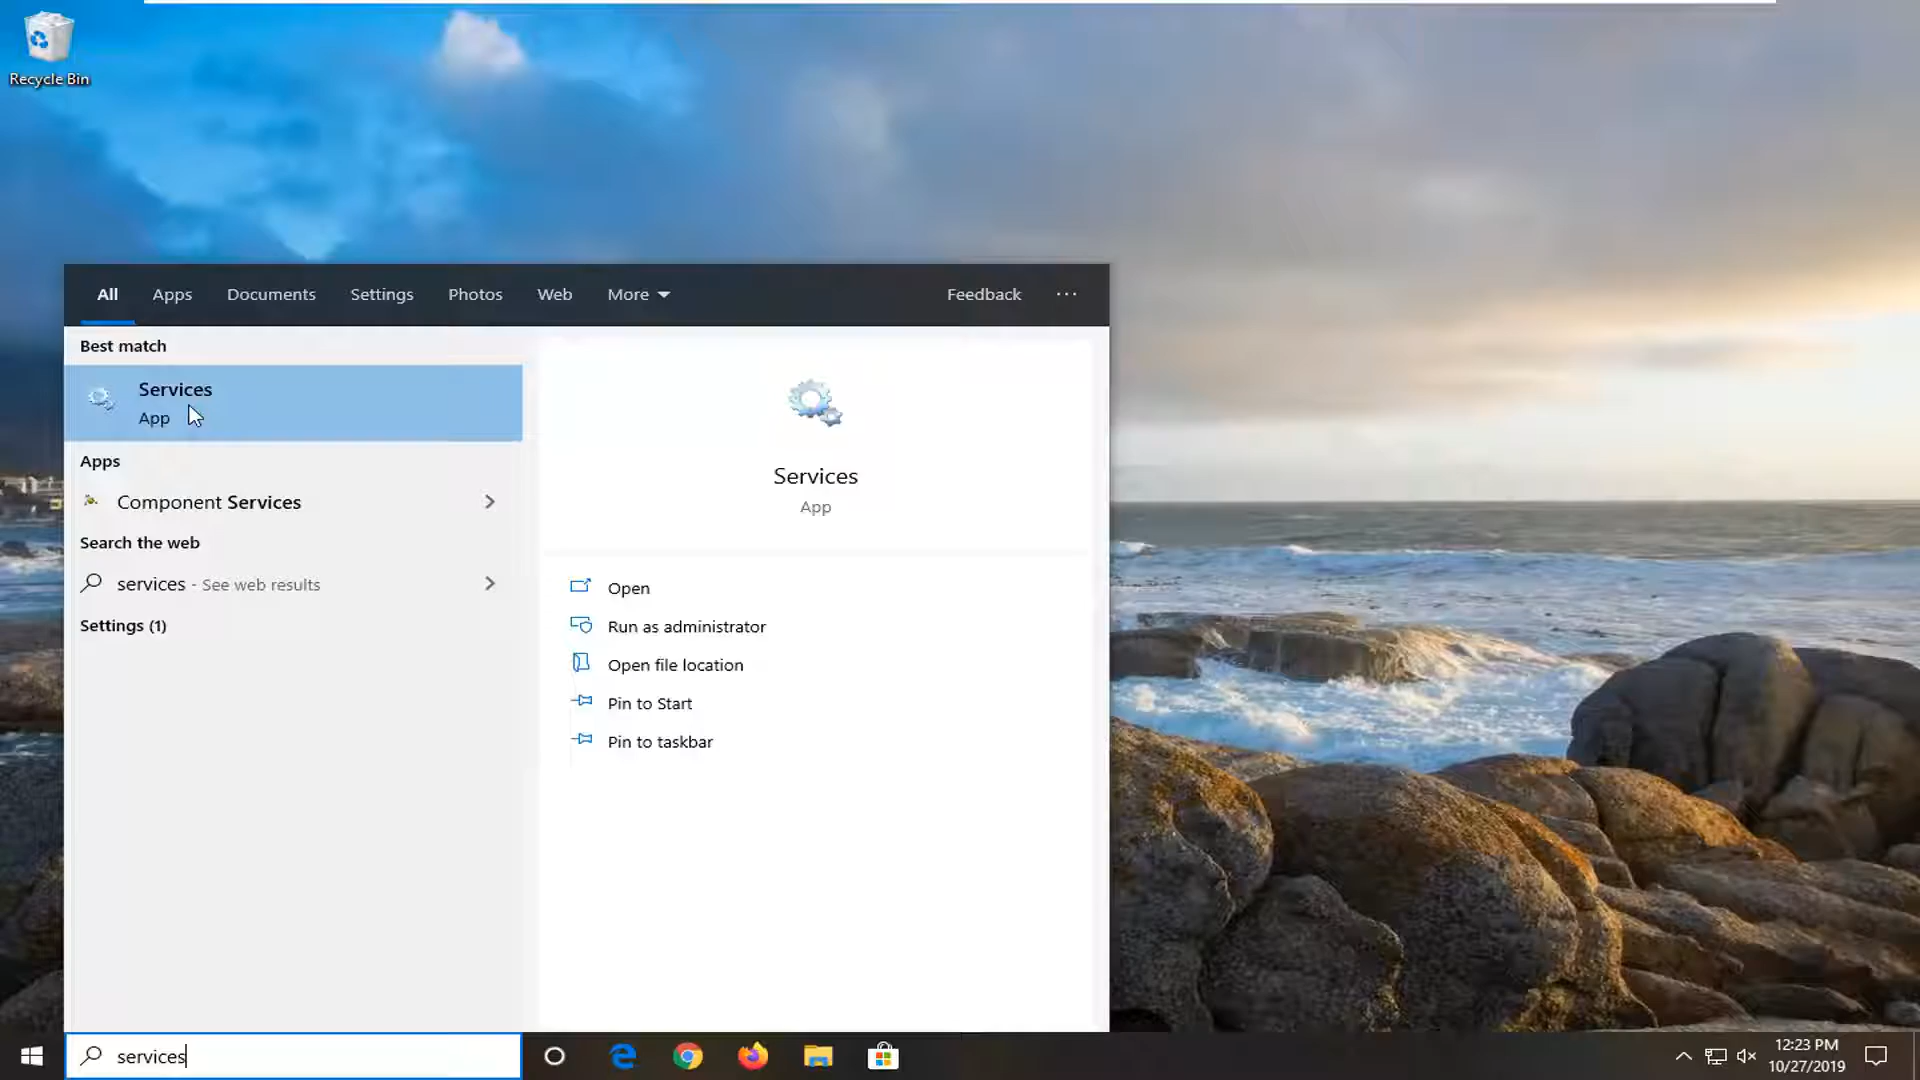 Recycle Bin
All Apps Documents Settings Photos Web More Feedback ...
Best match
Services
App
Apps
Component Services
Search the web
services - See web results
Settings (1)
Services
App
Open
Run as administrator
Open file location
Pin to Start
Pin to taskbar
services
12:23 PM
10/27/2019